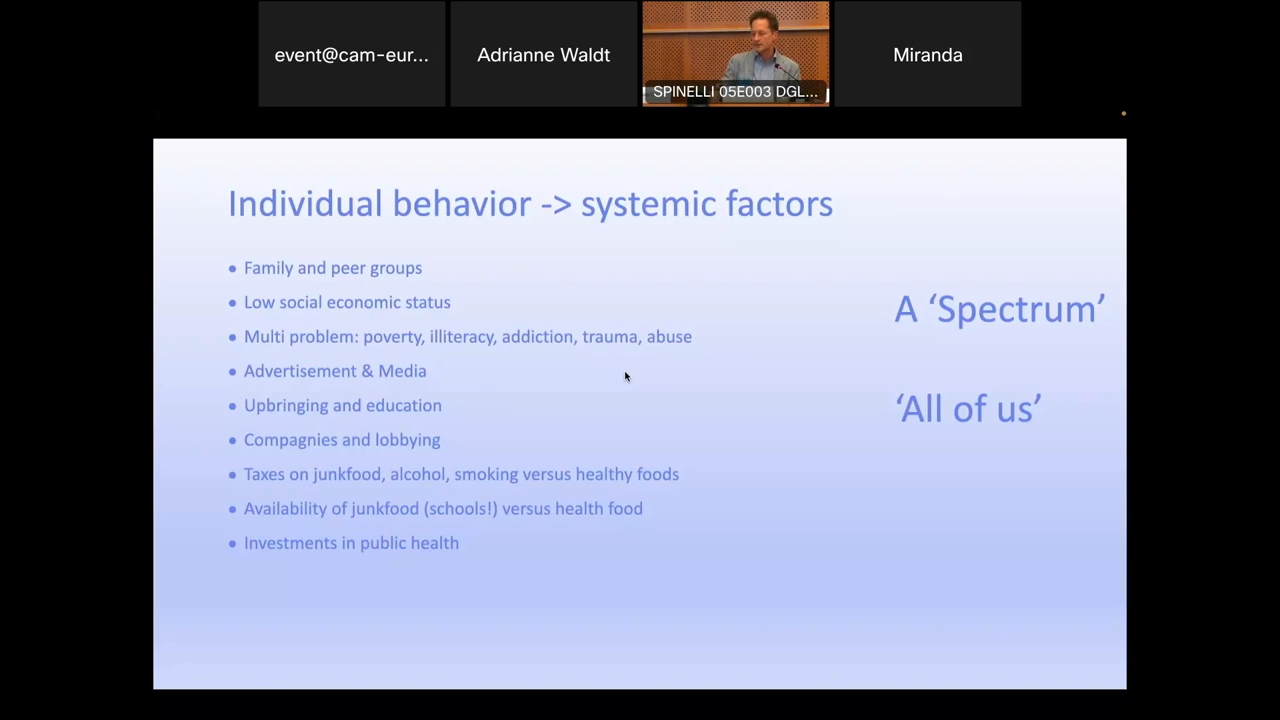 event@cam-eur...
Adrianne Waldt
SPINELLI 05E003 DGL...
Miranda
Individual behavior -> systemic factors
• Family and peer groups
• Low social economic status
• Multi problem: poverty, illiteracy, addiction, trauma, abuse
• Advertisement & Media
• Upbringing and education
• Compagnies and lobbying
• Taxes on junkfood, alcohol, smoking versus healthy foods
• Availability of junkfood (schools!) versus health food
• Investments in public health
A ‘Spectrum’
‘All of us’